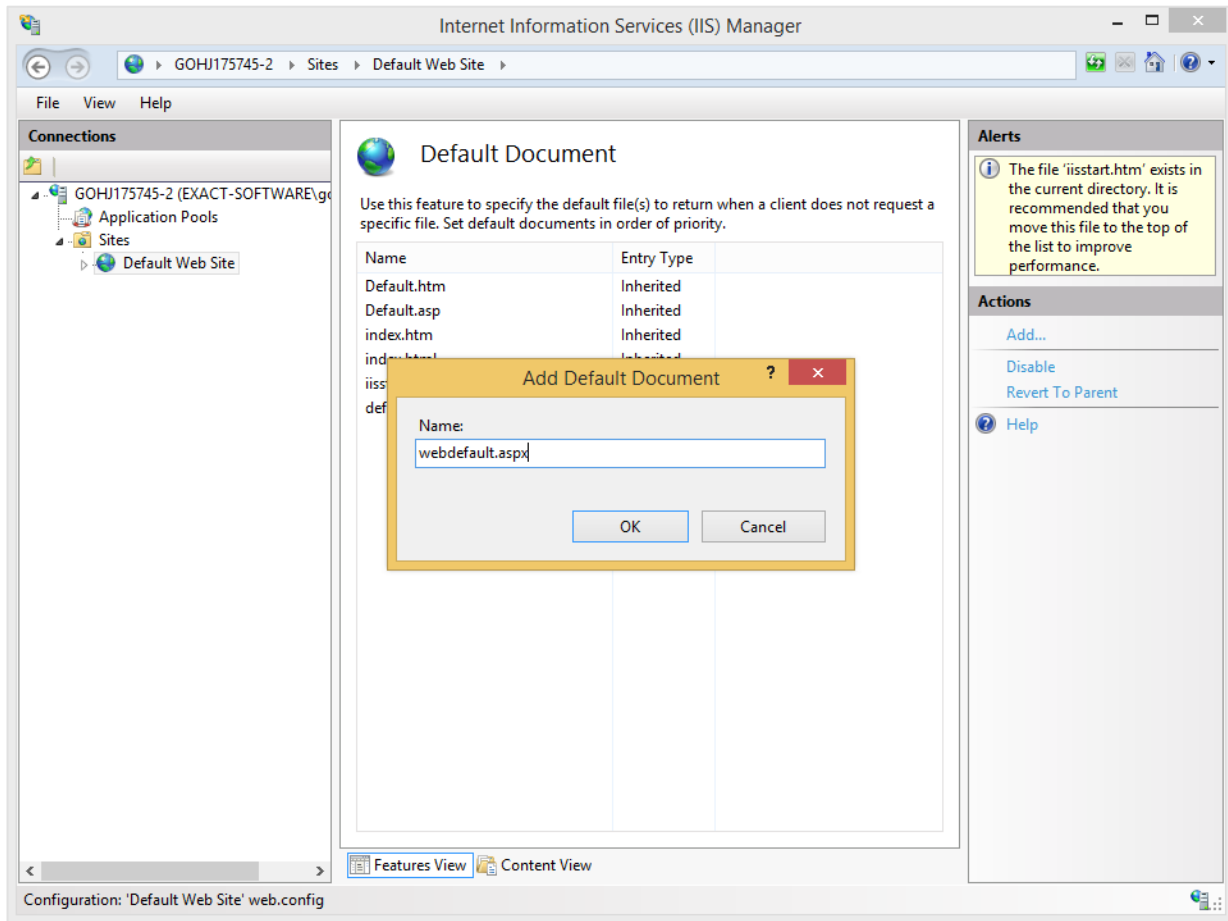 Internet Information Services (IIS) Manager
GOHJ175745-2 Sites Default Web Site
File View Help
Connections
GOHJ175745-2 (EXACT-SOFTWARE\g
Application Pools
Sites
Default Web Site
Default Document
Use this feature to specify the default file(s) to return when a client does not request a
specific file. Set default documents in order of priority.
Name Entry Type
Default.htm Inherited
Default.asp Inherited
index.htm Inherited
Add Default Document ?
Name:
webdefault.aspx
OK Cancel
Features View Content View
Alerts
The file 'iisstart.htm' exists in
the current directory. It is
recommended that you
move this file to the top of
the list to improve
performance.
Actions
Add...
Disable
Revert To Parent
Help
Configuration: 'Default Web Site' web.config